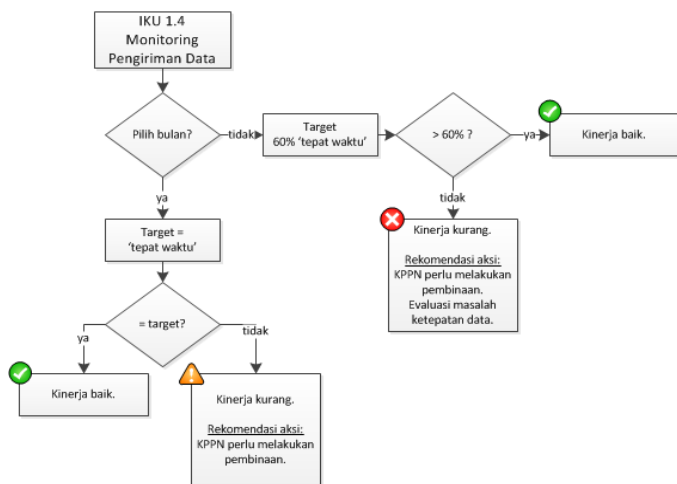 IKU 1.4
Monitoring
Pengiriman Data
Pilih bulan?
tidak
Target
60% 'tepat waktu'
> 60% ?
ya
Kinerja baik.
ya
tidak
Target =
'tepat waktu'
Kinerja kurang.
Rekomendasi aksi:
KPPN perlu melakukan
pembinaan.
Evaluasi masalah
ketepatan data.
= target?
ya
tidak
Kinerja baik.
Kinerja kurang.
Rekomendasi aksi:
KPPN perlu melakukan
pembinaan.